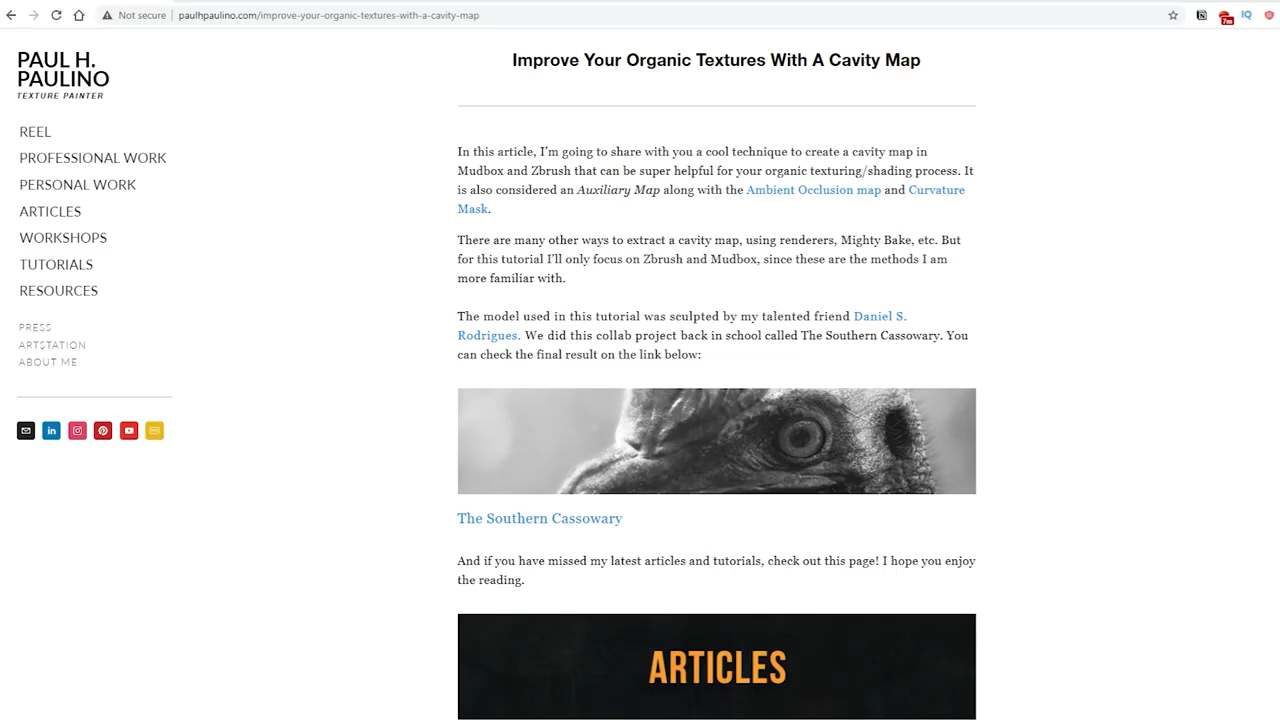 Not secure | paulhpaulino.com/improve-your-organic-textures-with-a-cavity-map
7m
IQ
PAUL H.
PAULINO
TEXTURE PAINTER
REEL
PROFESSIONAL WORK
PERSONAL WORK
ARTICLES
WORKSHOPS
TUTORIALS
RESOURCES
PRESS
ARTSTATION
ABOUT ME
in
Improve Your Organic Textures With A Cavity Map
In this article, I'm going to share with you a cool technique to create a cavity map in
Mudbox and Zbrush that can be super helpful for your organic texturing/shading process. It
is also considered an Auxiliary Map along with the Ambient Occlusion map and Curvature
Mask.
There are many other ways to extract a cavity map, using renderers, Mighty Bake, etc. But
for this tutorial I'll only focus on Zbrush and Mudbox, since these are the methods I am
more familiar with.
The model used in this tutorial was sculpted by my talented friend Daniel S.
Rodrigues. We did this collab project back in school called The Southern Cassowary. You
can check the final result on the link below:
The Southern Cassowary
And if you have missed my latest articles and tutorials, check out this page! I hope you enjoy
the reading.
ARTICLES